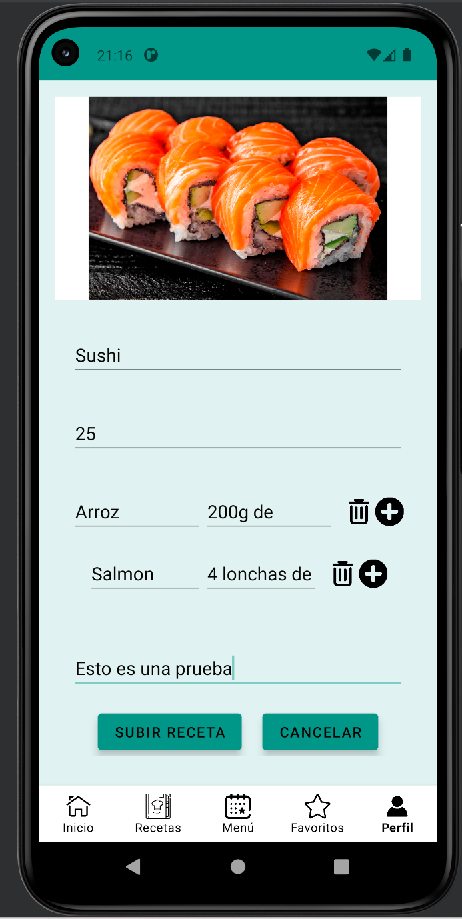 21:16
Sushi
25
Arroz 200g de
Salmon 4 lonchas de
Esto es una prueba
SUBIR RECETA CANCELAR
Inicio Recetas Menú Favoritos Perfil